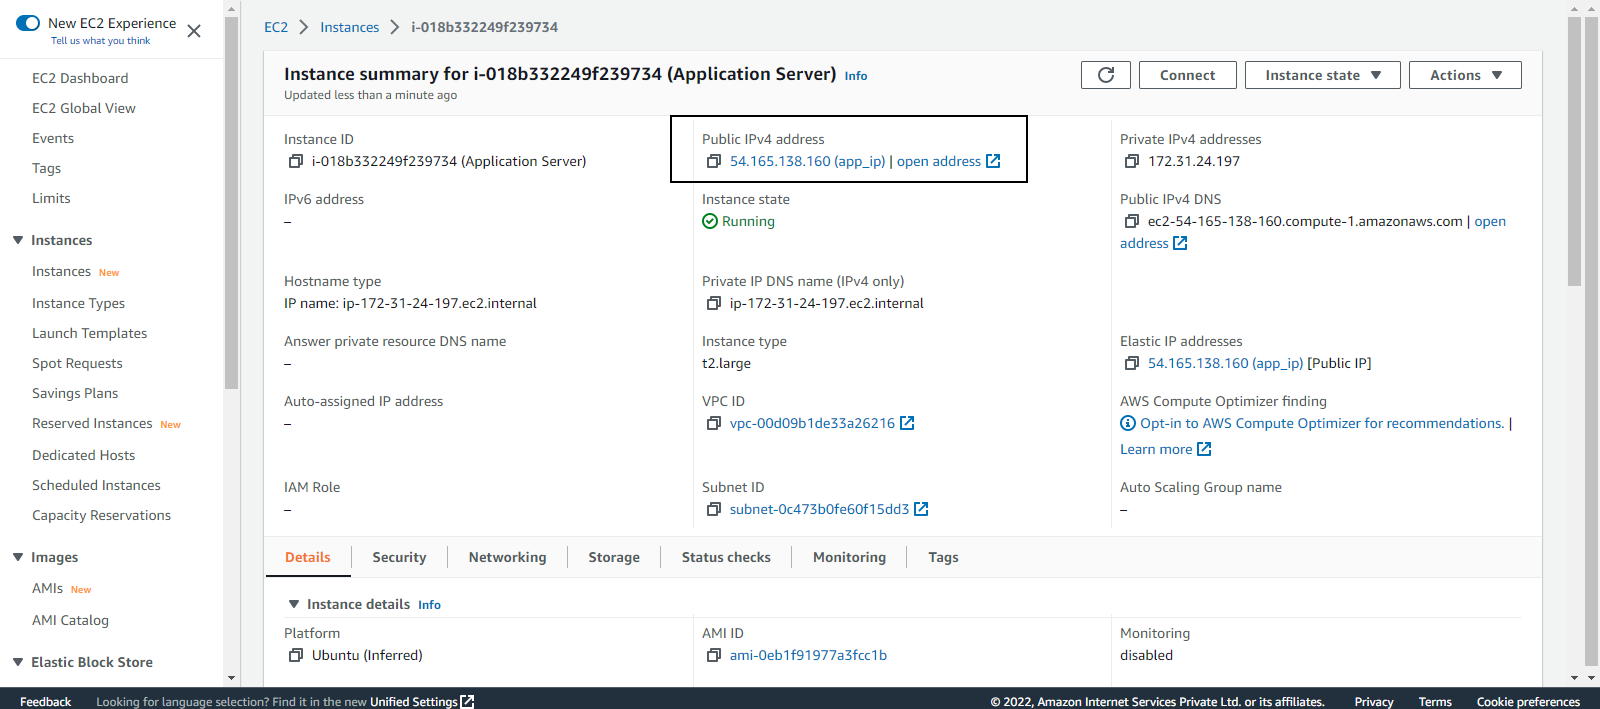 New EC2 Experience
Tell us what you think
EC2 Dashboard
EC2 Global View
Events
Tags
Limits
Instances
Instances New
Instance Types
Launch Templates
Spot Requests
Savings Plans
Reserved Instances New
Dedicated Hosts
Scheduled Instances
Capacity Reservations
Images
AMIs New
AMI Catalog
Elastic Block Store
EC2 > Instances > i-018b332249f239734
Instance summary for i-018b332249f239734 (Application Server) Info
Updated less than a minute ago
Connect
Instance state
Actions
Instance ID
i-018b332249f239734 (Application Server)
Public IPv4 address
54.165.138.160 (app_ip) | open address
Private IPv4 addresses
172.31.24.197
IPv6 address
–
Instance state
Running
Public IPv4 DNS
ec2-54-165-138-160.compute-1.amazonaws.com | open
address
Hostname type
IP name: ip-172-31-24-197.ec2.internal
Private IP DNS name (IPv4 only)
ip-172-31-24-197.ec2.internal
Answer private resource DNS name
–
Instance type
t2.large
Elastic IP addresses
54.165.138.160 (app_ip) [Public IP]
Auto-assigned IP address
–
VPC ID
vpc-00d09b1de33a26216
AWS Compute Optimizer finding
Opt-in to AWS Compute Optimizer for recommendations. |
Learn more
IAM Role
–
Subnet ID
subnet-0c473b0fe60f15dd3
Auto Scaling Group name
–
Details
Security
Networking
Storage
Status checks
Monitoring
Tags
Instance details Info
Platform
Ubuntu (Inferred)
AMI ID
ami-0eb1f91977a3fcc1b
Monitoring
disabled
Feedback
Looking for language selection? Find it in the new Unified Settings
© 2022, Amazon Internet Services Private Ltd. or its affiliates.
Privacy
Terms
Cookie preferences